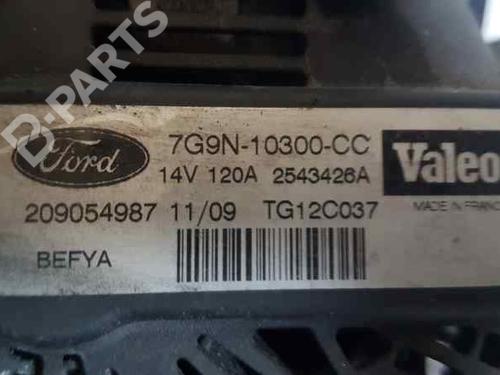 B-PARTS
Ford
7G9N-10300-CC
Valeo
14V 120A 2543426A
209054987 11/09 TG12C037
MADE IN FRANCE
BEFYA